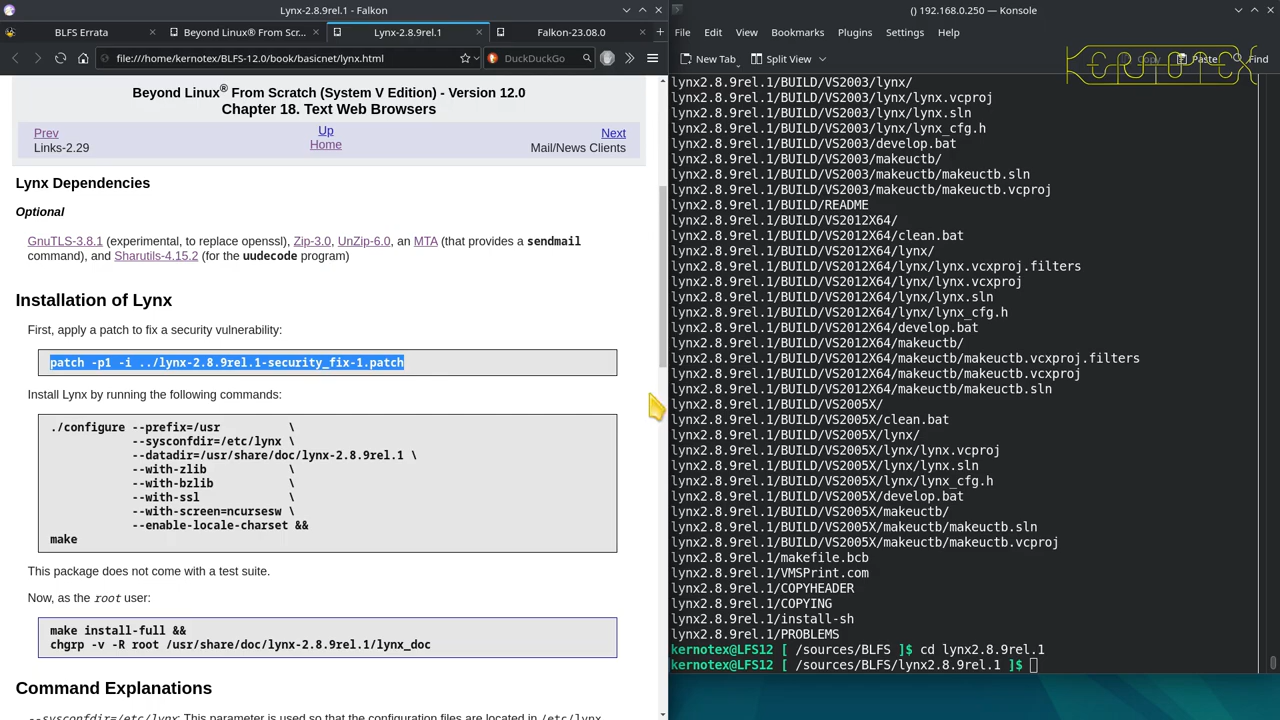 Lynx-2.8.9rel.1 - Falkon
BLFS Errata
Beyond Linux® From Scr...
Lynx-2.8.9rel.1
Falkon-23.08.0
file:///home/kernotex/BLFS-12.0/book/basicnet/lynx.html
DuckDuckGo
Beyond Linux® From Scratch (System V Edition) - Version 12.0
Chapter 18. Text Web Browsers
Prev
Up
Next
Links-2.29
Home
Mail/News Clients
Lynx Dependencies
Optional
GnuTLS-3.8.1 (experimental, to replace openssl), Zip-3.0, UnZip-6.0, an MTA (that provides a sendmail
command), and Sharutils-4.15.2 (for the uudecode program)
Installation of Lynx
First, apply a patch to fix a security vulnerability:
patch -p1 -i ../lynx-2.8.9rel.1-security_fix-1.patch
Install Lynx by running the following commands:
./configure --prefix=/usr \
--sysconfdir=/etc/lynx \
--datadir=/usr/share/doc/lynx-2.8.9rel.1 \
--with-zlib \
--with-bzlib \
--with-ssl \
--with-screen=ncursesw \
--enable-locale-charset &&
make
This package does not come with a test suite.
Now, as the root user:
make install-full &&
chgrp -v -R root /usr/share/doc/lynx-2.8.9rel.1/lynx_doc
Command Explanations
--sysconfdir=/etc/lynx: This parameter is used so that the configuration files are located in /etc/lynx
() 192.168.0.250 — Konsole
File Edit View Bookmarks Plugins Settings Help
New Tab Split View Copy Paste Find
KERNOTEX
lynx2.8.9rel.1/BUILD/VS2003/lynx/
lynx2.8.9rel.1/BUILD/VS2003/lynx/lynx.vcproj
lynx2.8.9rel.1/BUILD/VS2003/lynx/lynx.sln
lynx2.8.9rel.1/BUILD/VS2003/lynx/lynx_cfg.h
lynx2.8.9rel.1/BUILD/VS2003/develop.bat
lynx2.8.9rel.1/BUILD/VS2003/makeuctb/
lynx2.8.9rel.1/BUILD/VS2003/makeuctb/makeuctb.sln
lynx2.8.9rel.1/BUILD/VS2003/makeuctb/makeuctb.vcproj
lynx2.8.9rel.1/BUILD/README
lynx2.8.9rel.1/BUILD/VS2012X64/
lynx2.8.9rel.1/BUILD/VS2012X64/clean.bat
lynx2.8.9rel.1/BUILD/VS2012X64/lynx/
lynx2.8.9rel.1/BUILD/VS2012X64/lynx/lynx.vcxproj.filters
lynx2.8.9rel.1/BUILD/VS2012X64/lynx/lynx.vcxproj
lynx2.8.9rel.1/BUILD/VS2012X64/lynx/lynx.sln
lynx2.8.9rel.1/BUILD/VS2012X64/lynx/lynx_cfg.h
lynx2.8.9rel.1/BUILD/VS2012X64/develop.bat
lynx2.8.9rel.1/BUILD/VS2012X64/makeuctb/
lynx2.8.9rel.1/BUILD/VS2012X64/makeuctb/makeuctb.vcxproj.filters
lynx2.8.9rel.1/BUILD/VS2012X64/makeuctb/makeuctb.vcxproj
lynx2.8.9rel.1/BUILD/VS2012X64/makeuctb/makeuctb.sln
lynx2.8.9rel.1/BUILD/VS2005X/
lynx2.8.9rel.1/BUILD/VS2005X/clean.bat
lynx2.8.9rel.1/BUILD/VS2005X/lynx/
lynx2.8.9rel.1/BUILD/VS2005X/lynx/lynx.vcproj
lynx2.8.9rel.1/BUILD/VS2005X/lynx/lynx.sln
lynx2.8.9rel.1/BUILD/VS2005X/lynx/lynx_cfg.h
lynx2.8.9rel.1/BUILD/VS2005X/develop.bat
lynx2.8.9rel.1/BUILD/VS2005X/makeuctb/
lynx2.8.9rel.1/BUILD/VS2005X/makeuctb/makeuctb.sln
lynx2.8.9rel.1/BUILD/VS2005X/makeuctb/makeuctb.vcproj
lynx2.8.9rel.1/makefile.bcb
lynx2.8.9rel.1/VMSPrint.com
lynx2.8.9rel.1/COPYHEADER
lynx2.8.9rel.1/COPYING
lynx2.8.9rel.1/install-sh
lynx2.8.9rel.1/PROBLEMS
kernotex@LFS12 [ /sources/BLFS ]$ cd lynx2.8.9rel.1
kernotex@LFS12 [ /sources/BLFS/lynx2.8.9rel.1 ]$